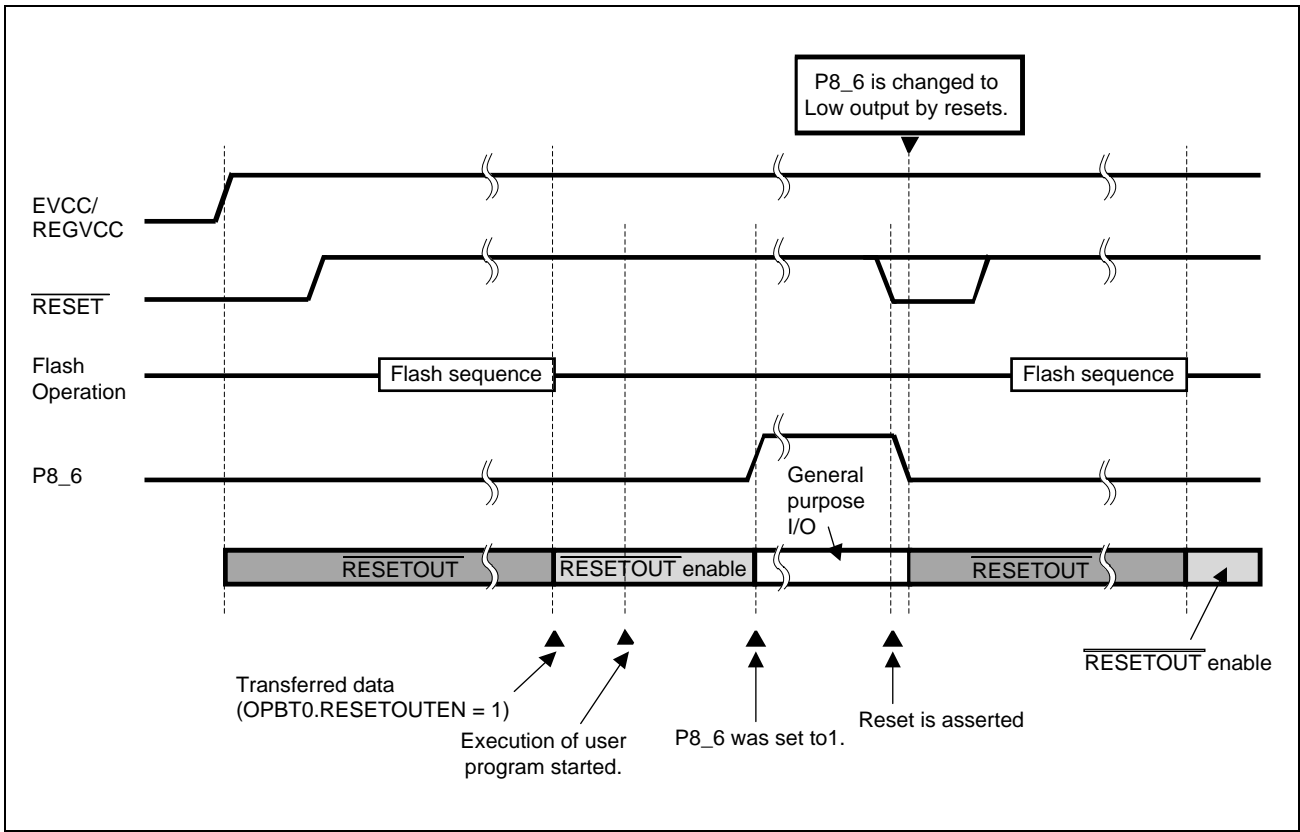 P8_6 is changed to
Low output by resets.
EVCC/
REGVCC
RESET
Flash
Operation
Flash sequence
Flash sequence
P8_6
General
purpose
I/O
RESETOUT
RESETOUT enable
RESETOUT
RESETOUT enable
Transferred data
(OPBT0.RESETOUTEN = 1)
Execution of user
program started.
P8_6 was set to1.
Reset is asserted